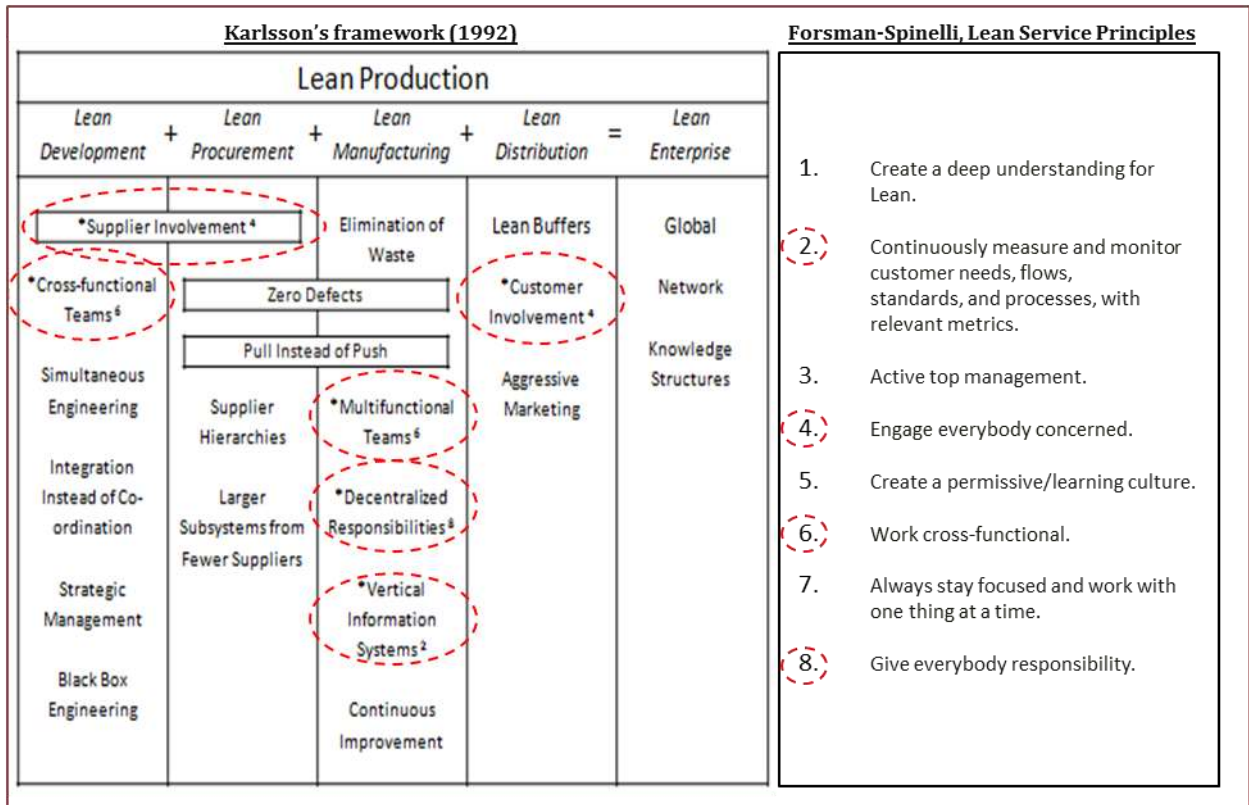 Karlsson's framework (1992)
Lean Production
Lean
Development
+
Lean
Procurement
+
Lean
Manufacturing
+
Lean
Distribution
=
Lean
Enterprise
*Supplier Involvement⁴
*Cross-functional
Teams⁶
Simultaneous
Engineering
Integration
Instead of Co-
ordination
Strategic
Management
Black Box
Engineering
Zero Defects
Pull Instead of Push
Supplier
Hierarchies
Larger
Subsystems from
Fewer Suppliers
Elimination of
Waste
*Multifunctional
Teams⁶
*Decentralized
Responsibilities⁸
*Vertical
Information
Systems²
Continuous
Improvement
Lean Buffers
*Customer
Involvement⁴
Aggressive
Marketing
Global
Network
Knowledge
Structures
Forsman-Spinelli, Lean Service Principles
1. Create a deep understanding for
Lean.
2. Continuously measure and monitor
customer needs, flows,
standards, and processes, with
relevant metrics.
3. Active top management.
4. Engage everybody concerned.
5. Create a permissive/learning culture.
6. Work cross-functional.
7. Always stay focused and work with
one thing at a time.
8. Give everybody responsibility.